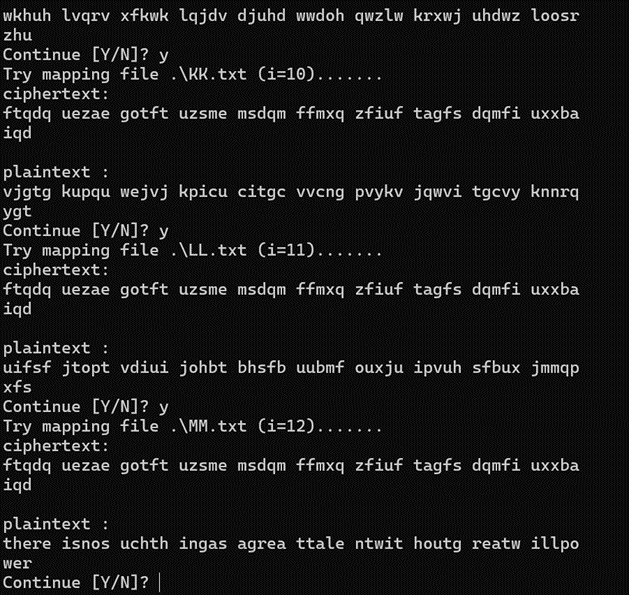 wkhuh lvqrv xfkwk lqjdv djuhd wwdoh qwzlw krxwj uhdwz loosr
zhu
Continue [Y/N]? y
Try mapping file .\KK.txt (i=10).......
ciphertext:
ftqdq uezae gotft uzsme msdqm ffmxq zfiuf tagfs dqmfi uxxba
iqd

plaintext :
vjgtg kupqu wejvj kpicu citgc vvcng pvykv jqwvi tgcvy knnrq
ygt
Continue [Y/N]? y
Try mapping file .\LL.txt (i=11).......
ciphertext:
ftqdq uezae gotft uzsme msdqm ffmxq zfiuf tagfs dqmfi uxxba
iqd

plaintext :
uifsf jtopt vdiui johbt bhsfb uubmf ouxju ipvuh sfbux jmmqp
xfs
Continue [Y/N]? y
Try mapping file .\MM.txt (i=12).......
ciphertext:
ftqdq uezae gotft uzsme msdqm ffmxq zfiuf tagfs dqmfi uxxba
iqd

plaintext :
there isnos uchth ingas agrea ttale ntwit houtg reatw illpo
wer
Continue [Y/N]?